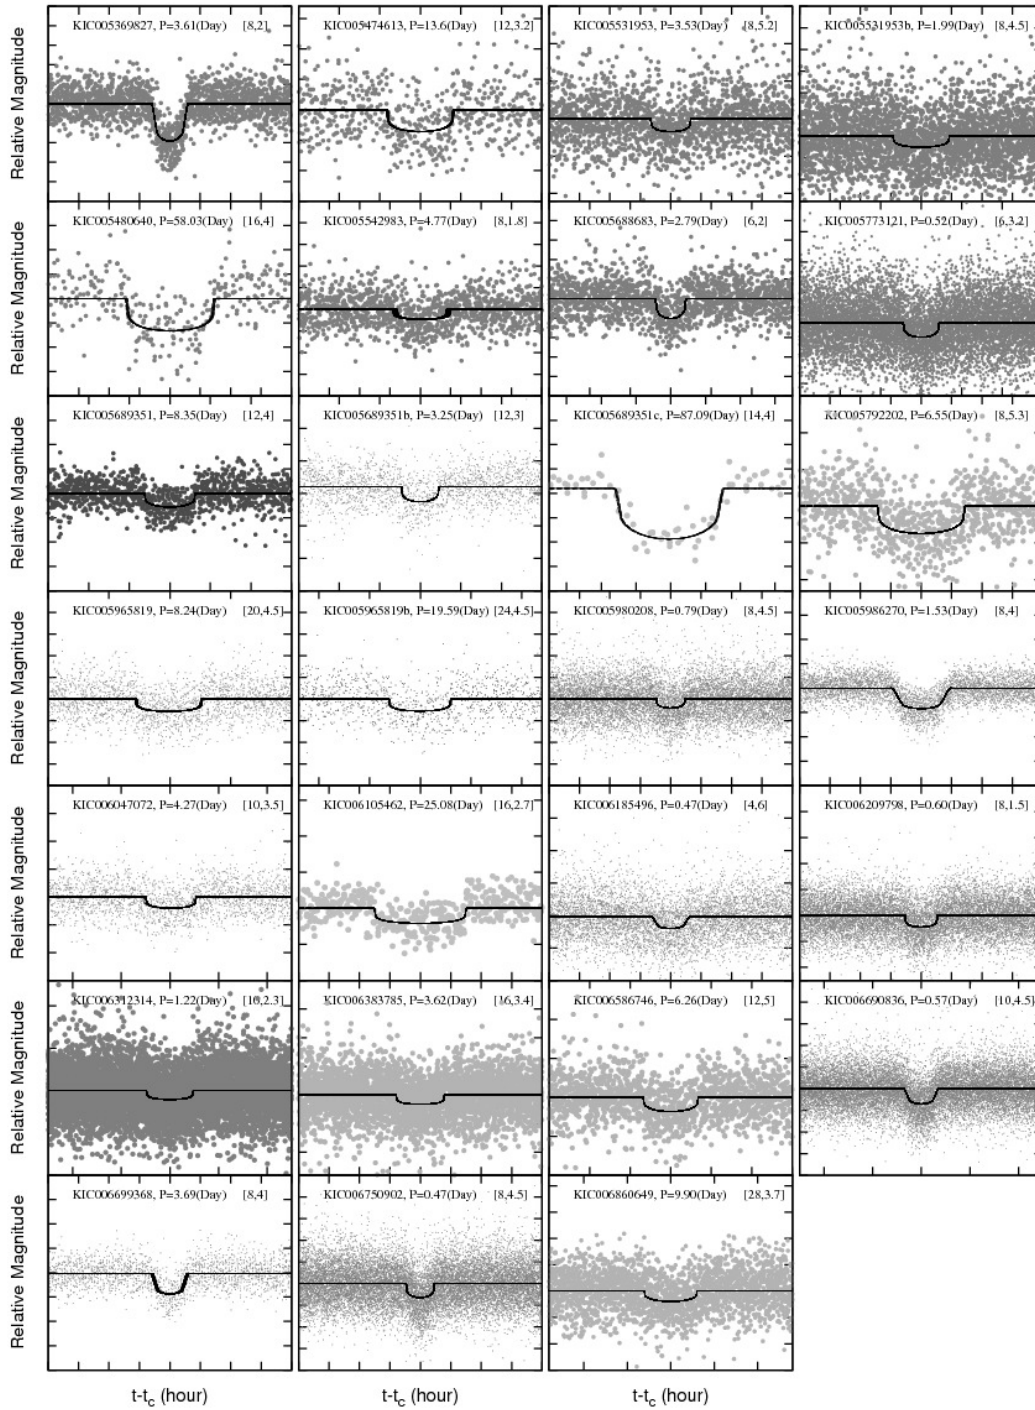 Relative Magnitude
KIC005369827, P=3.61(Day) [8,2]
KIC005474613, P=13.6(Day) [12,3.2]
KIC005531953, P=3.53(Day) [8,5.2]
KIC005531953b, P=1.99(Day) [8,4.5]
Relative Magnitude
KIC005480640, P=58.03(Day) [16,4]
KIC005542983, P=4.77(Day) [8,1.8]
KIC005688683, P=2.79(Day) [6,2]
KIC005773121, P=0.52(Day) [6,3.2]
Relative Magnitude
KIC005689351, P=8.35(Day) [12,4]
KIC005689351b, P=3.25(Day) [12,3]
KIC005689351c, P=87.09(Day) [14,4]
KIC005792202, P=6.55(Day) [8,5.3]
Relative Magnitude
KIC005965819, P=8.24(Day) [20,4.5]
KIC005965819b, P=19.59(Day) [24,4.5]
KIC005980208, P=0.79(Day) [8,4.5]
KIC005986270, P=1.53(Day) [8,4]
Relative Magnitude
KIC006047072, P=4.27(Day) [10,3.5]
KIC006105462, P=25.08(Day) [16,2.7]
KIC006185496, P=0.47(Day) [4,6]
KIC006209798, P=0.60(Day) [8,1.5]
Relative Magnitude
KIC006312314, P=1.22(Day) [10,2.3]
KIC006383785, P=3.62(Day) [16,3.4]
KIC006586746, P=6.26(Day) [12,5]
KIC006690836, P=0.57(Day) [10,4.5]
Relative Magnitude
KIC006699368, P=3.69(Day) [8,4]
KIC006750902, P=0.47(Day) [8,4.5]
KIC006860649, P=9.90(Day) [28,3.7]
t-t_c (hour)
t-t_c (hour)
t-t_c (hour)